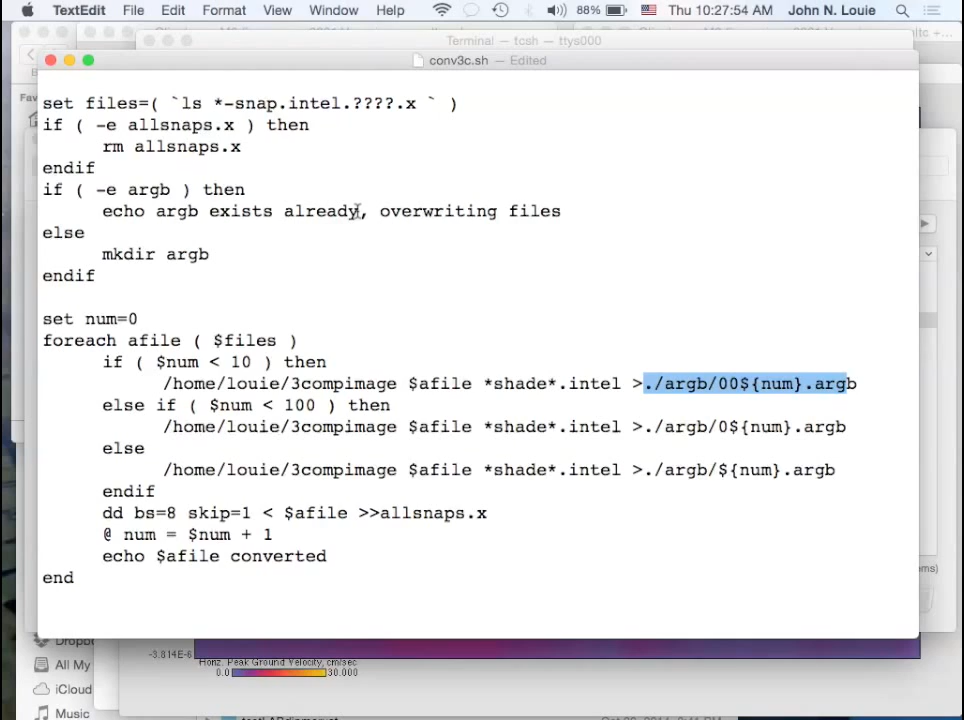 TextEdit File Edit Format View Window Help 88% Thu 10:27:54 AM John N. Louie
Terminal — tcsh — ttys000
conv3c.sh — Edited
Fav
set files=( `ls *-snap.intel.????.x ` )
if ( -e allsnaps.x ) then
rm allsnaps.x
endif
if ( -e argb ) then
echo argb exists already, overwriting files
else
mkdir argb
endif
set num=0
foreach afile ( $files )
if ( $num < 10 ) then
/home/louie/3compimage $afile *shade*.intel >./argb/00${num}.argb
else if ( $num < 100 ) then
/home/louie/3compimage $afile *shade*.intel >./argb/0${num}.argb
else
/home/louie/3compimage $afile *shade*.intel >./argb/${num}.argb
endif
dd bs=8 skip=1 < $afile >>allsnaps.x
@ num = $num + 1
echo $afile converted
end
ms)
Dropbo
-3.814E-6
All My
Horiz. Peak Ground Velocity, cm/sec
0.0 30.000
iCloud
Music